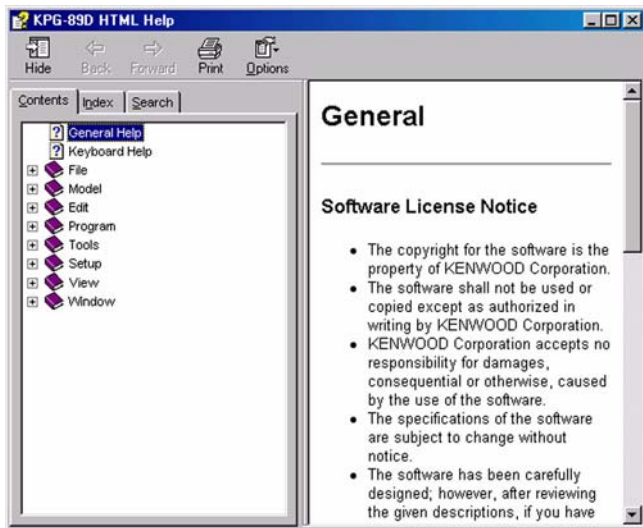 KPG-89D HTML Help
Hide Back Forward Print Options
Contents Index Search
General Help
Keyboard Help
File
Model
Edit
Program
Tools
Setup
View
Window
General
Software License Notice
• The copyright for the software is the
property of KENWOOD Corporation.
• The software shall not be used or
copied except as authorized in
writing by KENWOOD Corporation.
• KENWOOD Corporation accepts no
responsibility for damages,
consequential or otherwise, caused
by the use of the software.
• The specifications of the software
are subject to change without
notice.
• The software has been carefully
designed; however, after reviewing
the given descriptions, if you have